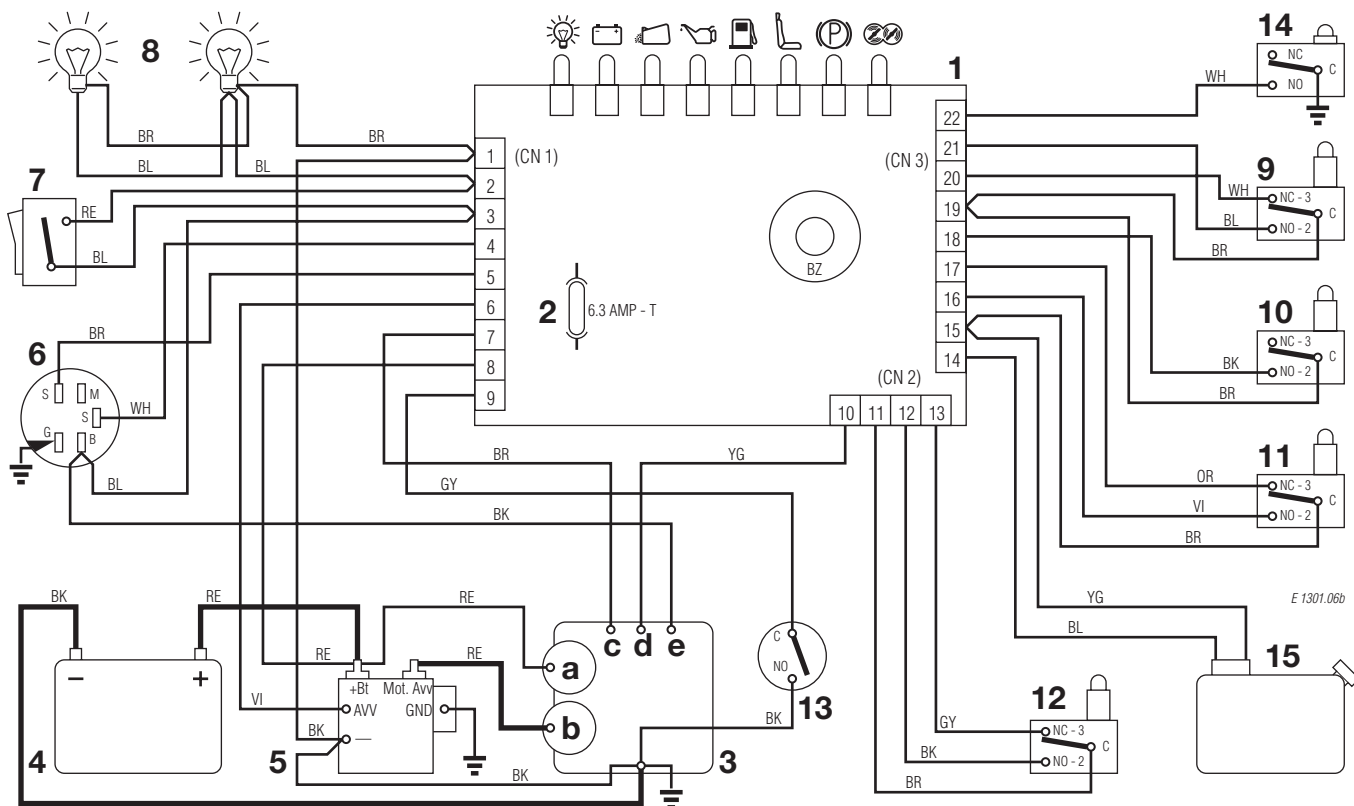 8
BR
BR
BL
BL
7
RE
BL
1
(CN 1)
1
2
3
4
5
6
7
8
9
(CN 3)
22
21
20
19
18
17
16
15
14
(CN 2)
10
11
12
13
BZ
2
6.3 AMP - T
P
6
BR
S
M
S
WH
G
B
BL
BR
YG
GY
BK
14
WH
NC
C
NO
9
WH
NC - 3
C
BL
NO - 2
BR
10
NC - 3
C
BK
NO - 2
BR
11
OR
NC - 3
C
VI
NO - 2
BR
E 1301.06b
YG
BL
15
12
GY
NC - 3
C
BK
NO - 2
BR
13
C
NO
BK
BK
RE
RE
RE
RE
–
+
4
VI
BK
+Bt
Mot. Avv
AVV
GND
—
5
BK
c
d
e
a
b
3